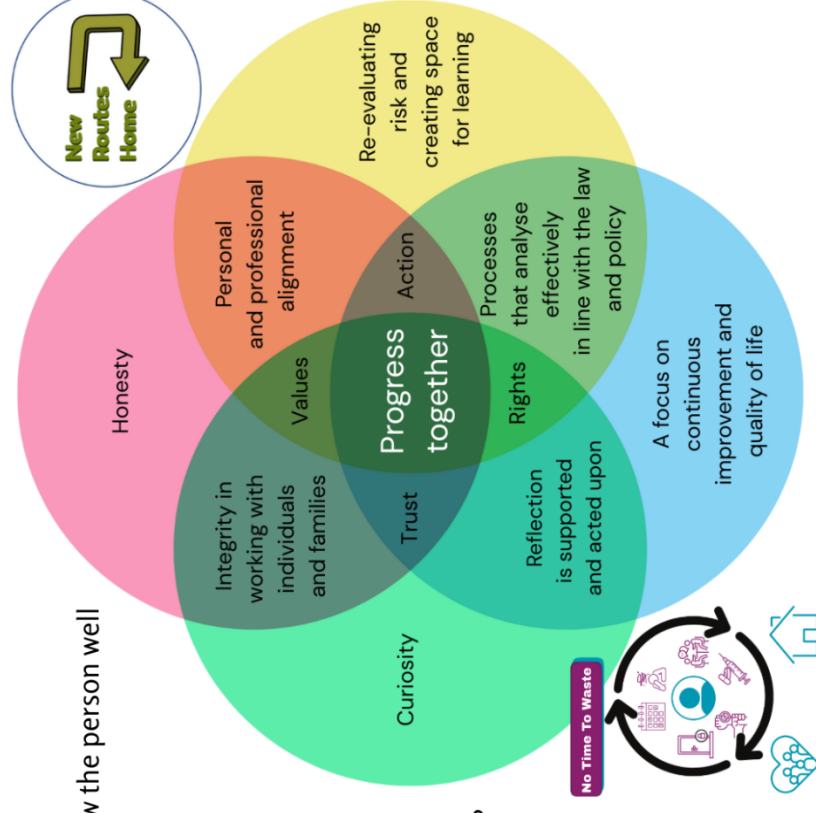 New
Routes
Home
Honesty
Personal
and professional
alignment
Re-evaluating
risk and
creating space
for learning
Integrity in
working with
individuals
and families
Values
Action
Progress
together
Trust
Rights
Processes
that analyse
effectively
in line with the law
and policy
Curiosity
Reflection
is supported
and acted upon
A focus on
continuous
improvement and
quality of life
the person well
No Time To Waste